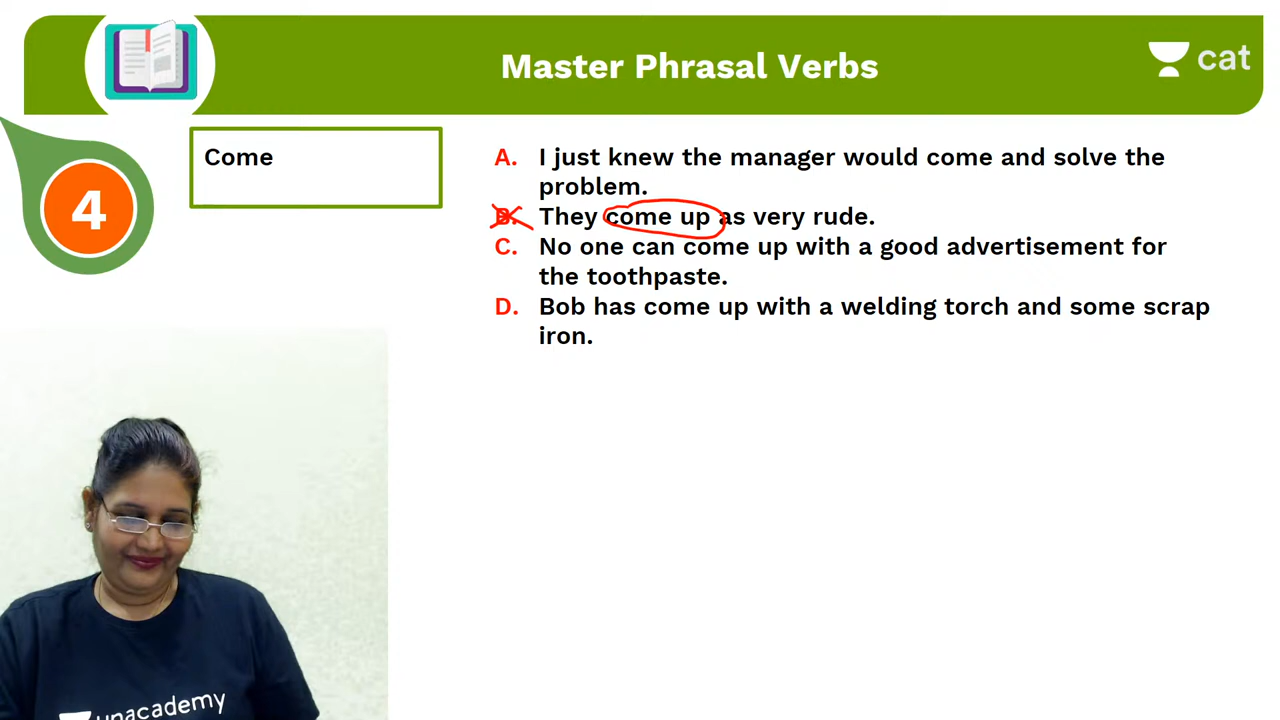 Master Phrasal Verbs
cat
4
Come
A. I just knew the manager would come and solve the
problem.
B. They come up as very rude.
C. No one can come up with a good advertisement for
the toothpaste.
D. Bob has come up with a welding torch and some scrap
iron.
unacademy